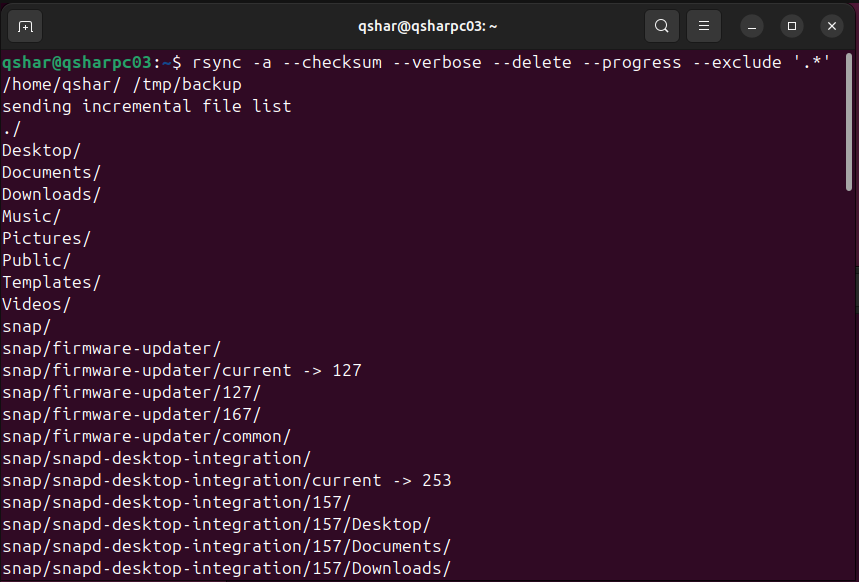 qshar@qsharpc03: ~
qshar@qsharpc03:~$ rsync -a --checksum --verbose --delete --progress --exclude '.*'
/home/qshar/ /tmp/backup
sending incremental file list
./
Desktop/
Documents/
Downloads/
Music/
Pictures/
Public/
Templates/
Videos/
snap/
snap/firmware-updater/
snap/firmware-updater/current -> 127
snap/firmware-updater/127/
snap/firmware-updater/167/
snap/firmware-updater/common/
snap/snapd-desktop-integration/
snap/snapd-desktop-integration/current -> 253
snap/snapd-desktop-integration/157/
snap/snapd-desktop-integration/157/Desktop/
snap/snapd-desktop-integration/157/Documents/
snap/snapd-desktop-integration/157/Downloads/